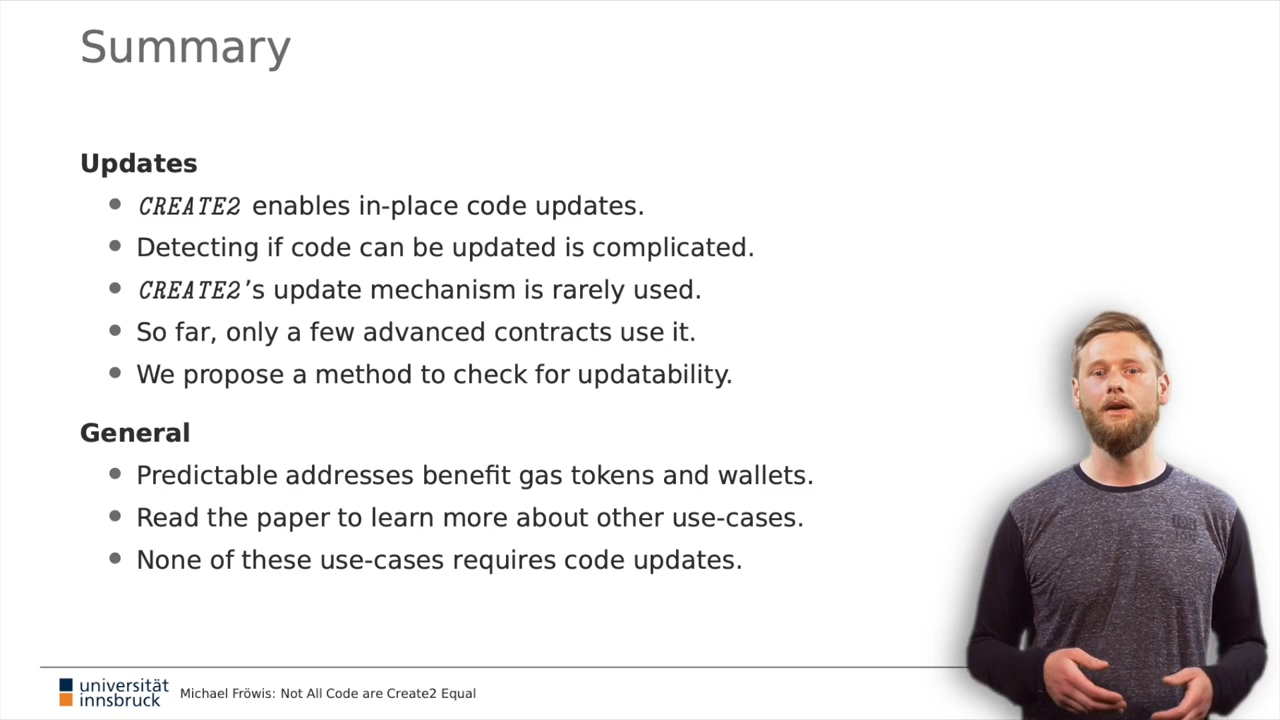 Summary
Updates
CREATE2 enables in-place code updates.
Detecting if code can be updated is complicated.
CREATE2's update mechanism is rarely used.
So far, only a few advanced contracts use it.
We propose a method to check for updatability.
General
Predictable addresses benefit gas tokens and wallets.
Read the paper to learn more about other use-cases.
None of these use-cases requires code updates.
universität
innsbruck
Michael Fröwis: Not All Code are Create2 Equal